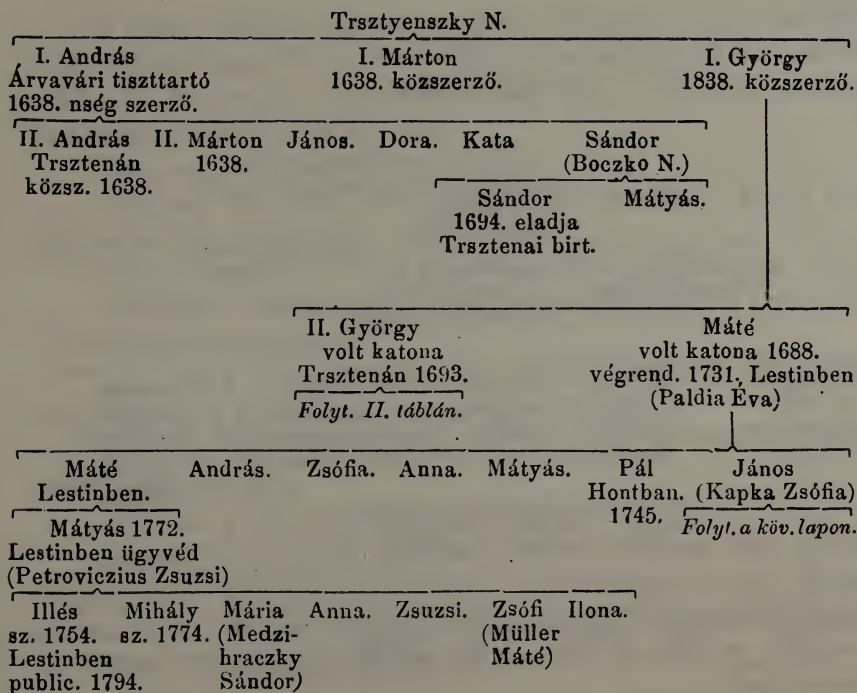 Trsztyenszky N.
I. András I. Márton I. György
Árvavári tiszttartó 1638. közszerző. 1838. közszerző.
1638. nség szerző.
II. András II. Márton János. Dora. Kata Sándor
Trsztenán 1638. (Boczko N.)
közsz. 1638.
Sándor Mátyás.
1694. eladja
Trsztenai birt.
II. György Máté
volt katona volt katona 1688.
Trsztenán 1693. végrend. 1731., Lestinben
Folyt. II. táblán. (Paldia Éva)
Máté András. Zsófia. Anna. Mátyás. Pál János
Lestinben. Hontban. (Kapka Zsófia)
Mátyás 1772. 1745. Folyt. a köv. lapon.
Lestinben ügyvéd
(Petroviczius Zsuzsi)
Illés Mihály Mária Anna. Zsuzsi. Zsófi Ilona.
sz. 1754. sz. 1774. (Medzi- (Müller
Lestinben hraczky Máté)
public. 1794. Sándor)